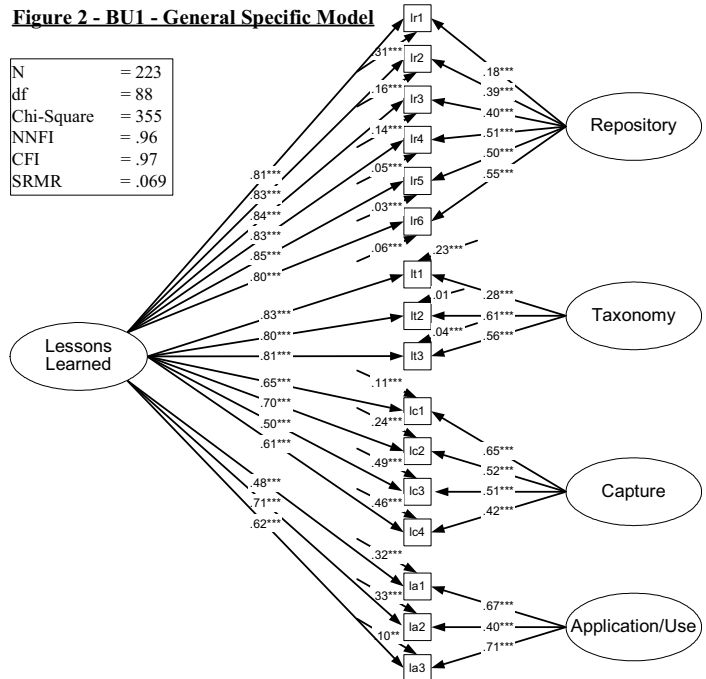 Figure 2 - BU1 - General Specific Model
N = 223
df = 88
Chi-Square = 355
NNFI = .96
CFI = .97
SRMR = .069
lr1
lr2
lr3
lr4
lr5
lr6
lt1
lt2
lt3
lc1
lc2
lc3
lc4
la1
la2
la3
.31***
.16***
.14***
.05***
.03***
.06***
.23***
.01
.04***
.11***
.24***
.49***
.46***
.32***
.33***
.10**
Lessons
Learned
.81***
.83***
.84***
.83***
.85***
.80***
.83***
.80***
.81***
.65***
.70***
.50***
.61***
.48***
.71***
.62***
.18***
.39***
.40***
.51***
.50***
.55***
Repository
.28***
.61***
.56***
Taxonomy
.65***
.52***
.51***
.42***
Capture
.67***
.40***
.71***
Application/Use